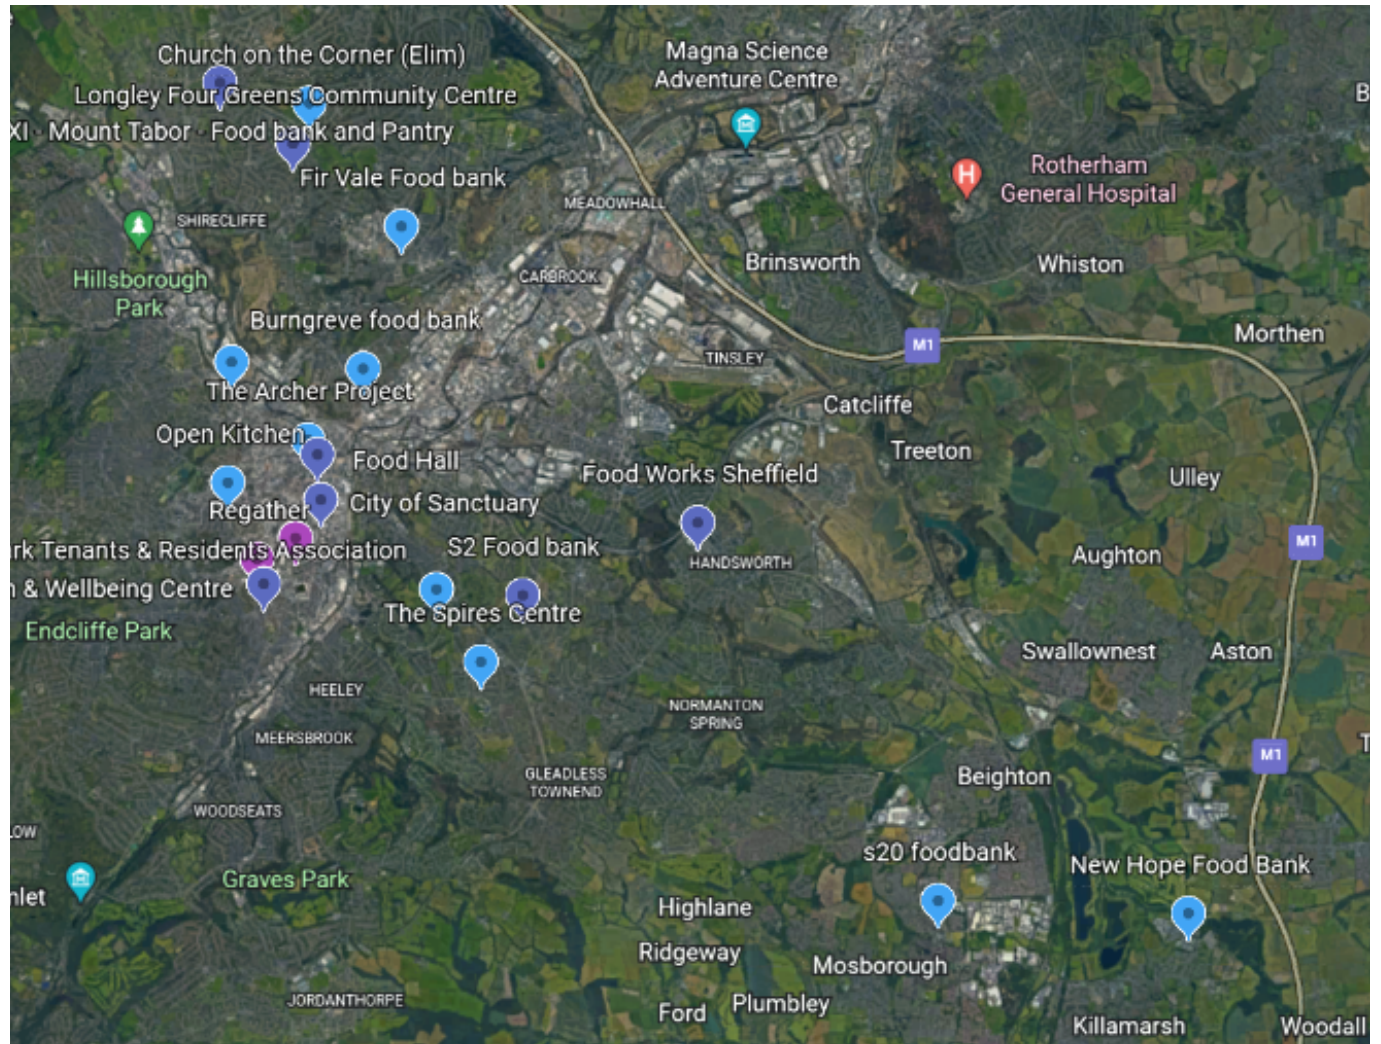 Church on the Corner (Elim)
Magna Science
Adventure Centre
B
Longley Four Greens Community Centre
XI - Mount Tabor - Food bank and Pantry
Fir Vale Food bank
H
Rotherham
General Hospital
MEADOWHALL
SHIRECLIFFE
Brinsworth
Whiston
CARBROOK
Hillsborough
Park
Burngreve food bank
Morthen
M1
TINSLEY
The Archer Project
Catcliffe
Open Kitchen
Treeton
Food Hall
Food Works Sheffield
Ulley
Regather
City of Sanctuary
M1
rk Tenants & Residents Association
S2 Food bank
HANDSWORTH
Aughton
n & Wellbeing Centre
The Spires Centre
Endcliffe Park
Swallownest
Aston
HEELEY
NORMANTON
SPRING
MEERSBROOK
T
M1
GLEADLESS
TOWNEND
Beighton
WOODSEATS
LOW
s20 foodbank
New Hope Food Bank
Graves Park
nlet
Highlane
Ridgeway
Mosborough
JORDANTHORPE
Ford
Plumbley
Killamarsh
Woodall